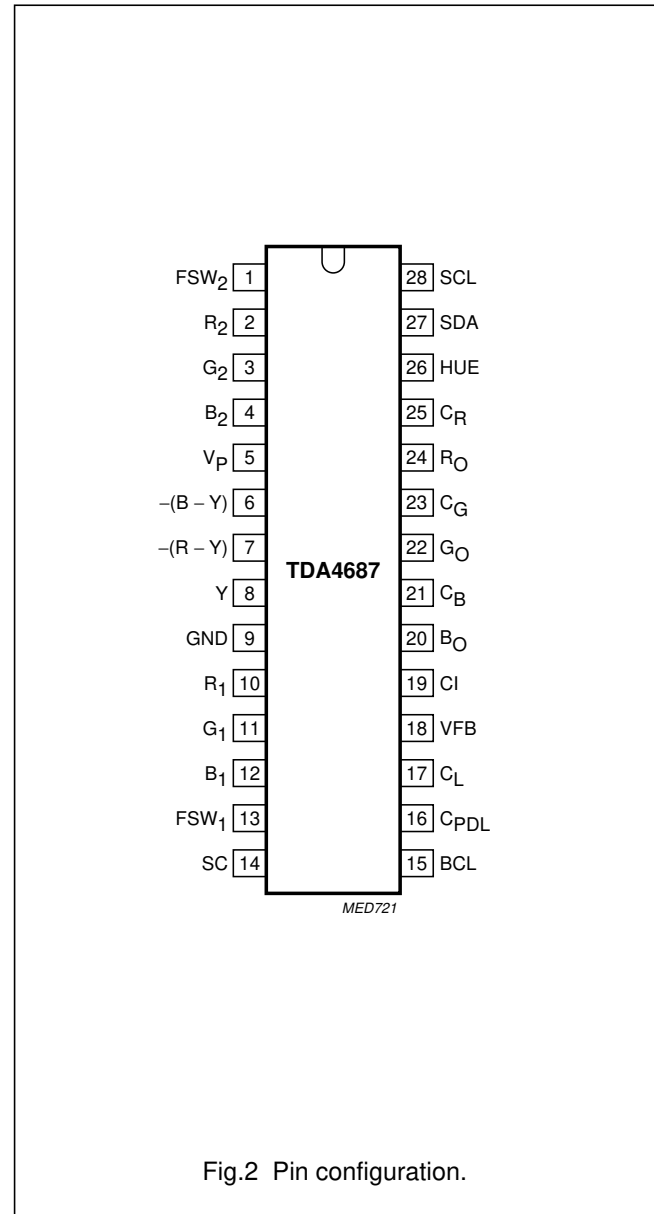 FSW2 1 28 SCL
R2 2 27 SDA
G2 3 26 HUE
B2 4 25 CR
VP 5 24 RO
−(B − Y) 6 23 CG
−(R − Y) 7 22 GO
TDA4687
Y 8 21 CB
GND 9 20 BO
R1 10 19 CI
G1 11 18 VFB
B1 12 17 CL
FSW1 13 16 CPDL
SC 14 15 BCL
MED721
Fig.2 Pin configuration.